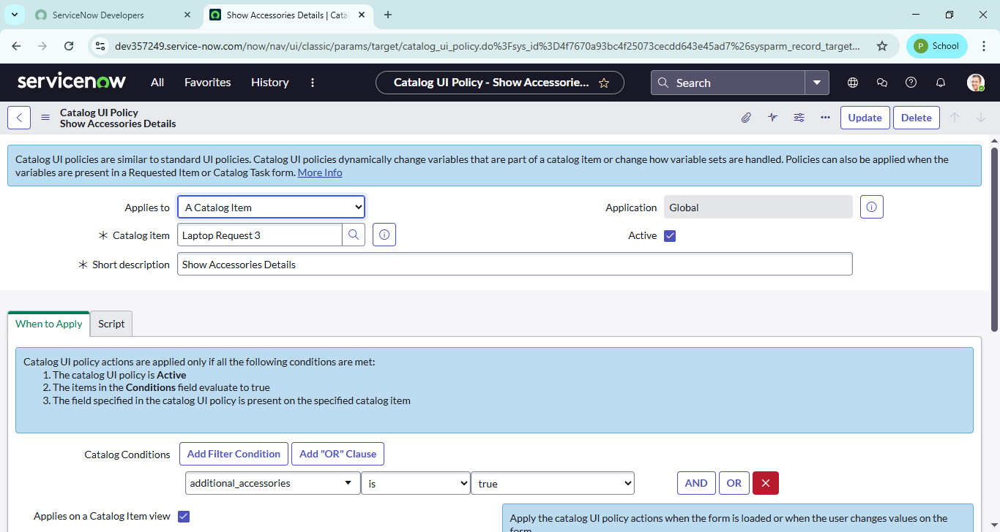 ServiceNow Developers
Show Accessories Details | Cata
dev357249.service-now.com/now/nav/ui/classic/params/target/catalog_ui_policy.do%3Fsys_id%3D4f7670a93bc4f25073cecdd643e45ad7%26sysparm_record_target...
P School
servicenow All Favorites History Catalog UI Policy - Show Accessorie... Search
Catalog UI Policy
Show Accessories Details
Update Delete
Catalog UI policies are similar to standard UI policies. Catalog UI policies dynamically change variables that are part of a catalog item or change how variable sets are handled. Policies can also be applied when the
variables are present in a Requested Item or Catalog Task form. More Info
Applies to A Catalog Item Application Global
Catalog item Laptop Request 3 Active
Short description Show Accessories Details
When to Apply Script
Catalog UI policy actions are applied only if all the following conditions are met:
1. The catalog UI policy is Active
2. The items in the Conditions field evaluate to true
3. The field specified in the catalog UI policy is present on the specified catalog item
Catalog Conditions Add Filter Condition Add "OR" Clause
additional_accessories is true AND OR
Applies on a Catalog Item view
Apply the catalog UI policy actions when the form is loaded or when the user changes values on the
form